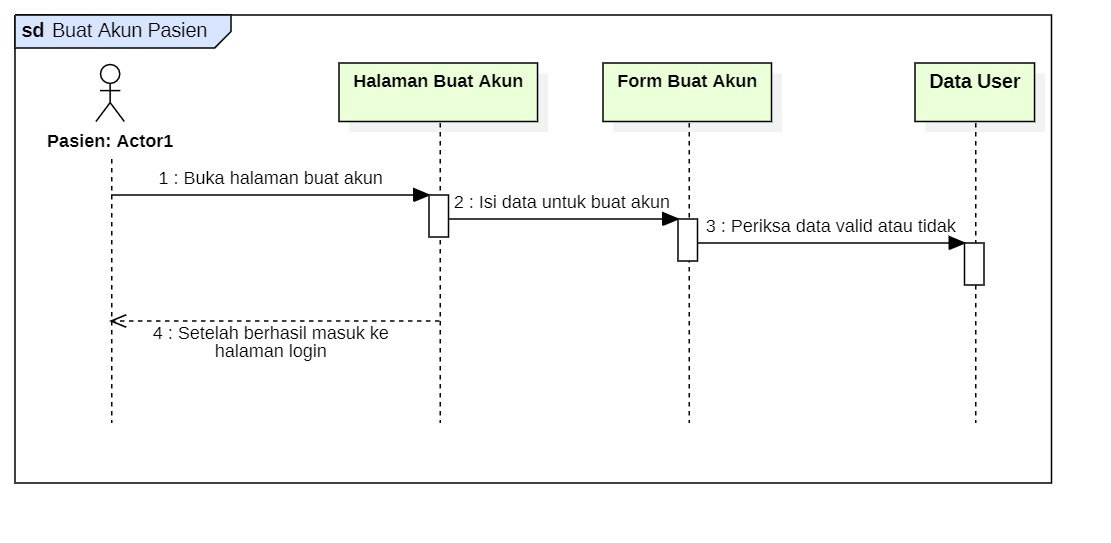 sd Buat Akun Pasien
Halaman Buat Akun
Form Buat Akun
Data User
Pasien: Actor1
1 : Buka halaman buat akun
2 : Isi data untuk buat akun
3 : Periksa data valid atau tidak
4 : Setelah berhasil masuk ke
halaman login